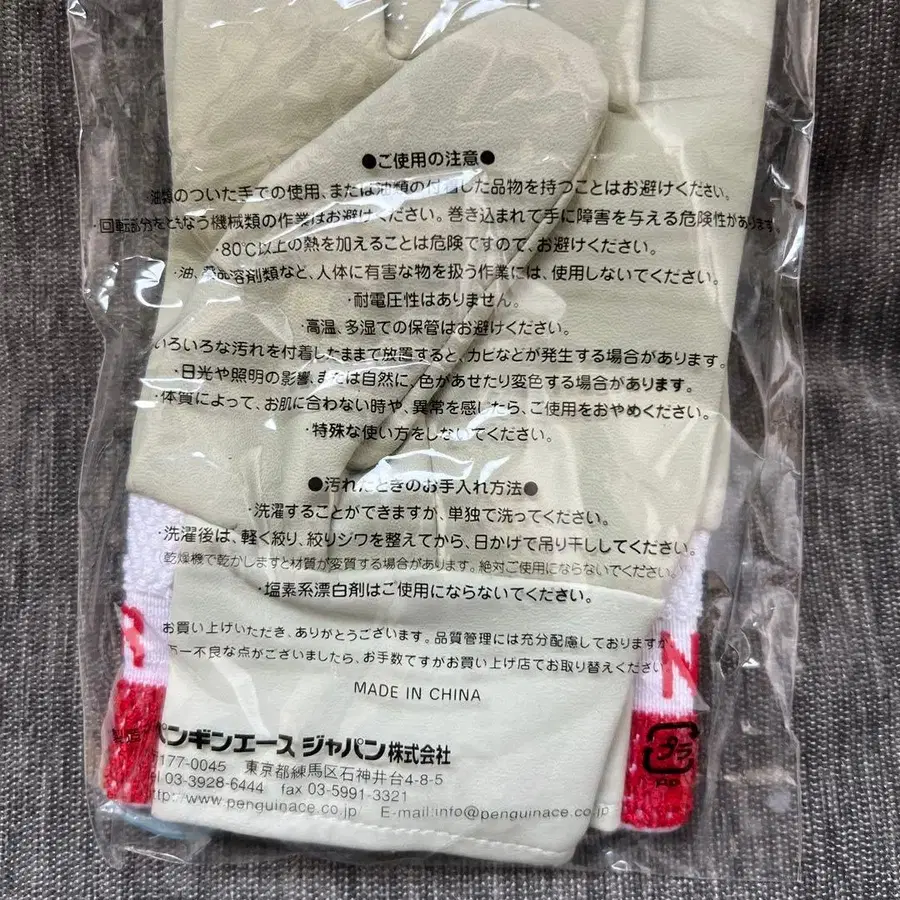 ●ご使用の注意●
油類のついた手での使用、または油類の付着した品物を持つことはお避けください。
・回転部分をともなう機械類の作業はお避けください。巻き込まれて手に障害を与える危険性があります。
・80℃以上の熱を加えることは危険ですので、お避けください。
・油、薬品溶剤類など、人体に有害な物を扱う作業には、使用しないでください。
・耐電圧性はありません。
・高温、多湿での保管はお避けください。
いろいろな汚れを付着したままで放置すると、カビなどが発生する場合があります。
・日光や照明の影響、または自然に、色があせたり変色する場合があります。
・体質によって、お肌に合わない時や、異常を感じたら、ご使用をおやめください。
・特殊な使い方をしないでください。
●汚れたときのお手入れ方法●
・洗濯することができますが、単独で洗ってください。
・洗濯後は、軽く絞り、絞りジワを整えてから、日かげで吊り干ししてください。
(乾燥機で乾かしますと材質が変質する場合があります。絶対ご使用にならないでください。)
・塩素系漂白剤はご使用にならないでください。
お買い上げいただき、ありがとうございます。品質管理には充分配慮しておりますが、
万一不良な点がございましたら、お手数ですがお買い上げ店でお取り替えください
MADE IN CHINA
ペンギンエース ジャパン株式会社
177-0045 東京都練馬区石神井台4-8-5
Tel 03-3928-6444 fax 03-5991-3321
http://www.penguinace.co.jp E-mail:info@penguinace.co.jp
プラ
R
N